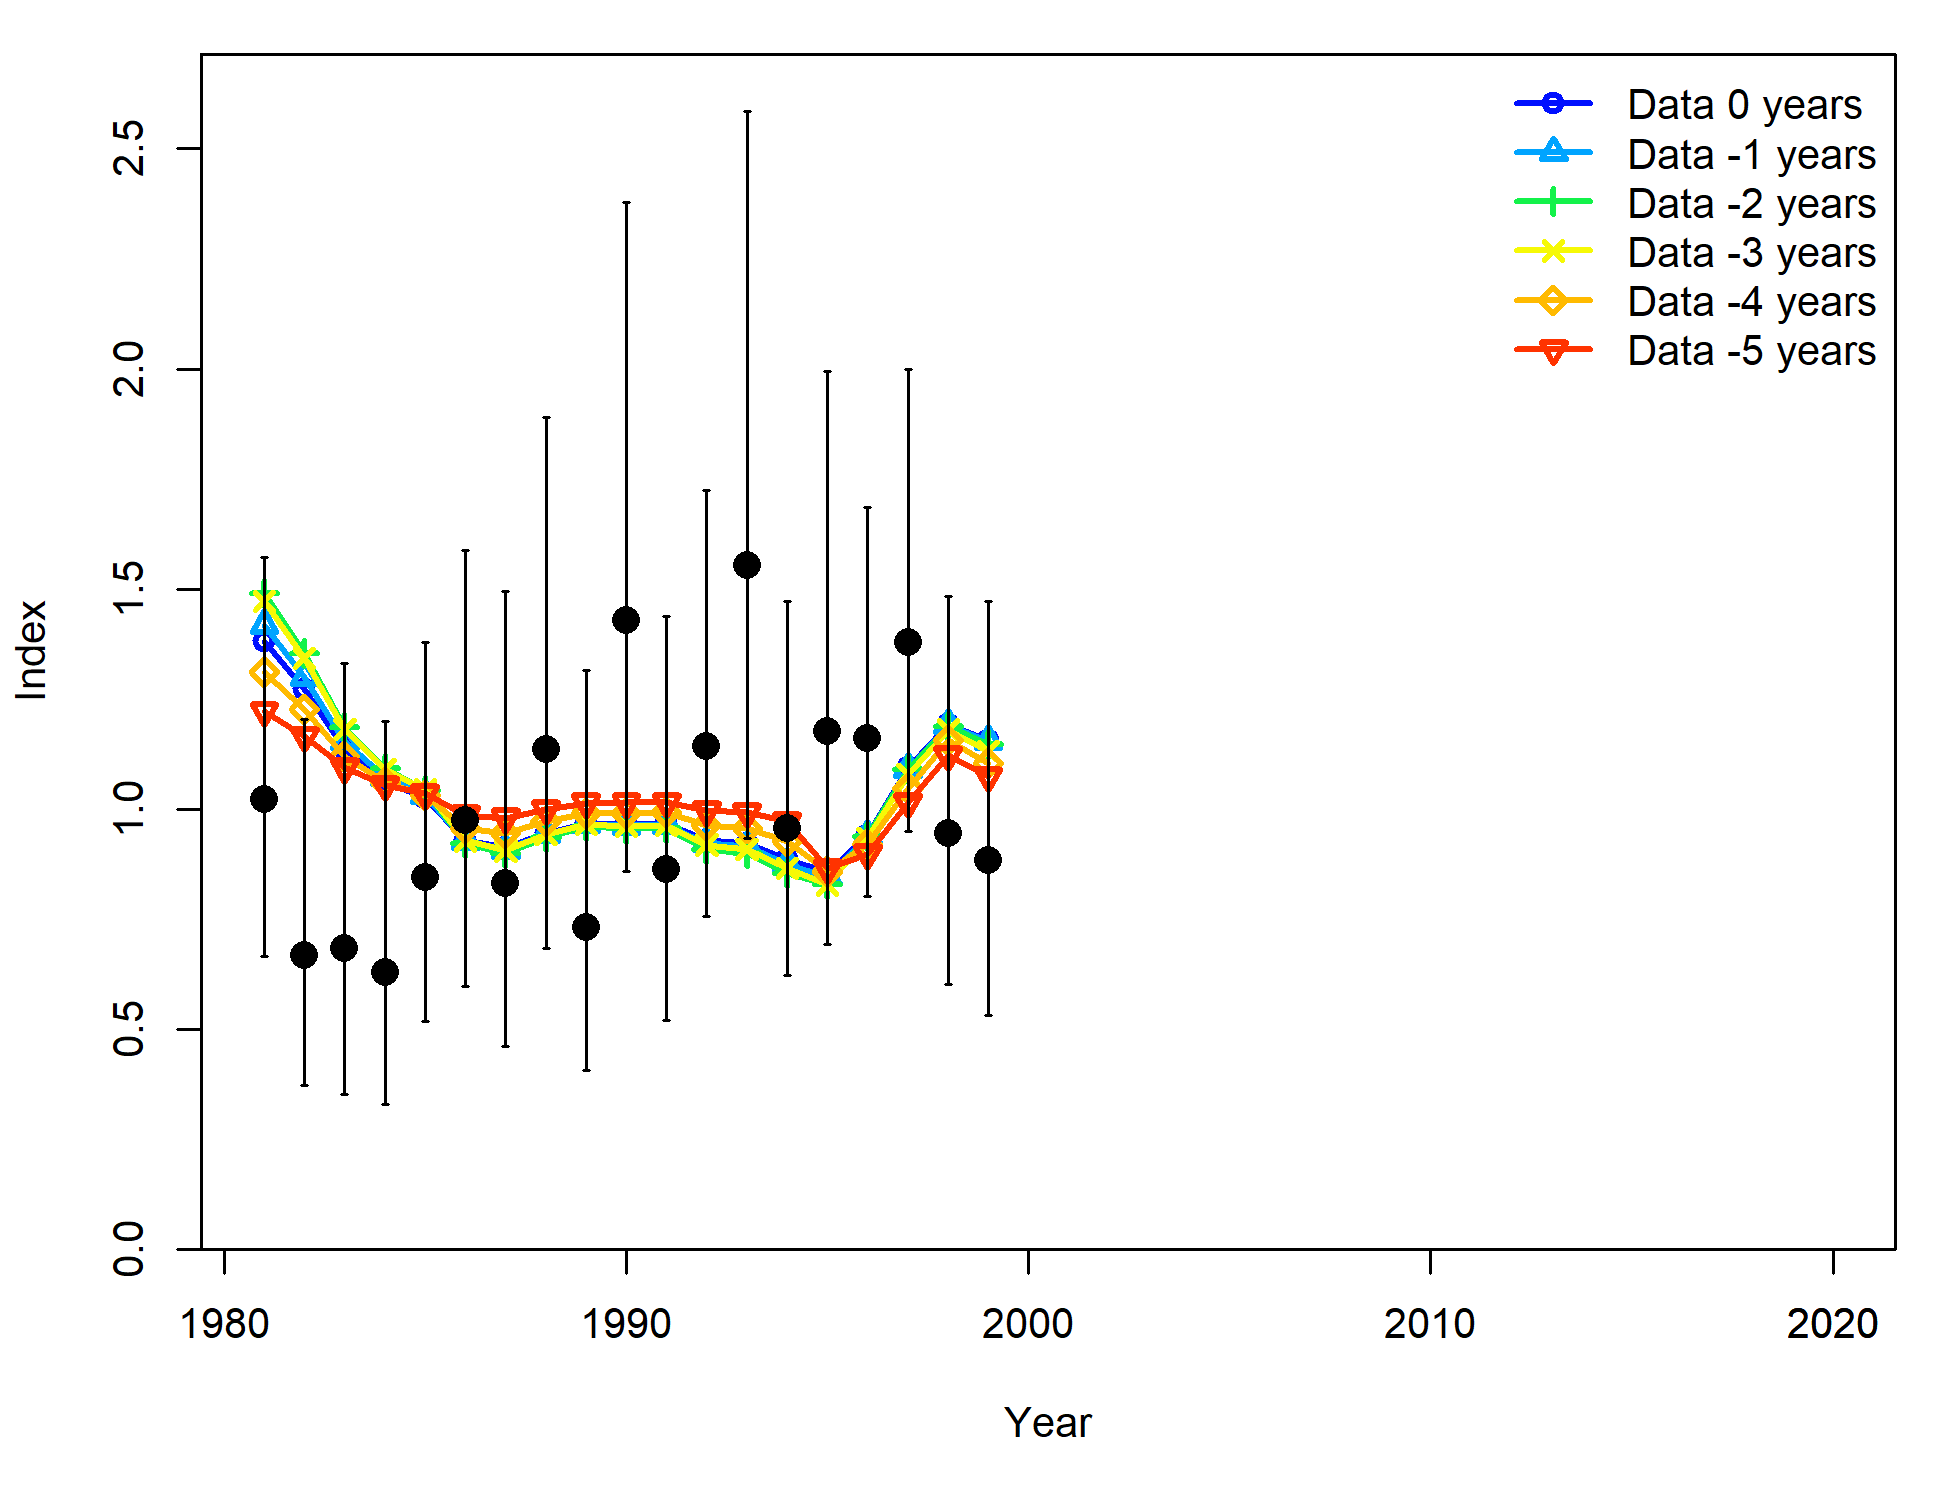 Data 0 years
Data -1 years
Data -2 years
Data -3 years
Data -4 years
Data -5 years
2.5
2.0
1.5
1.0
0.5
0.0
Index
1980 1990 2000 2010 2020
Year